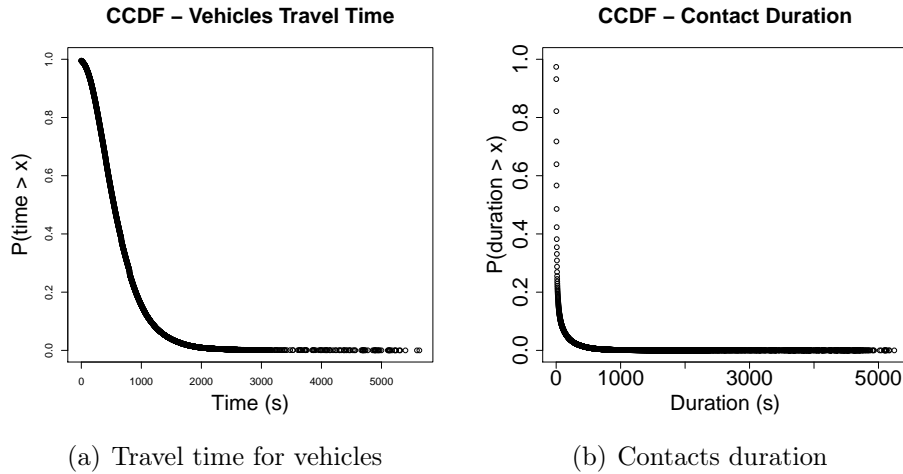 CCDF – Vehicles Travel Time
P(time > x)
1.0
0.8
0.6
0.4
0.2
0.0
0
1000
2000
3000
4000
5000
Time (s)
(a) Travel time for vehicles
CCDF – Contact Duration
P(duration > x)
1.0
0.8
0.6
0.4
0.2
0.0
0
1000
3000
5000
Duration (s)
(b) Contacts duration